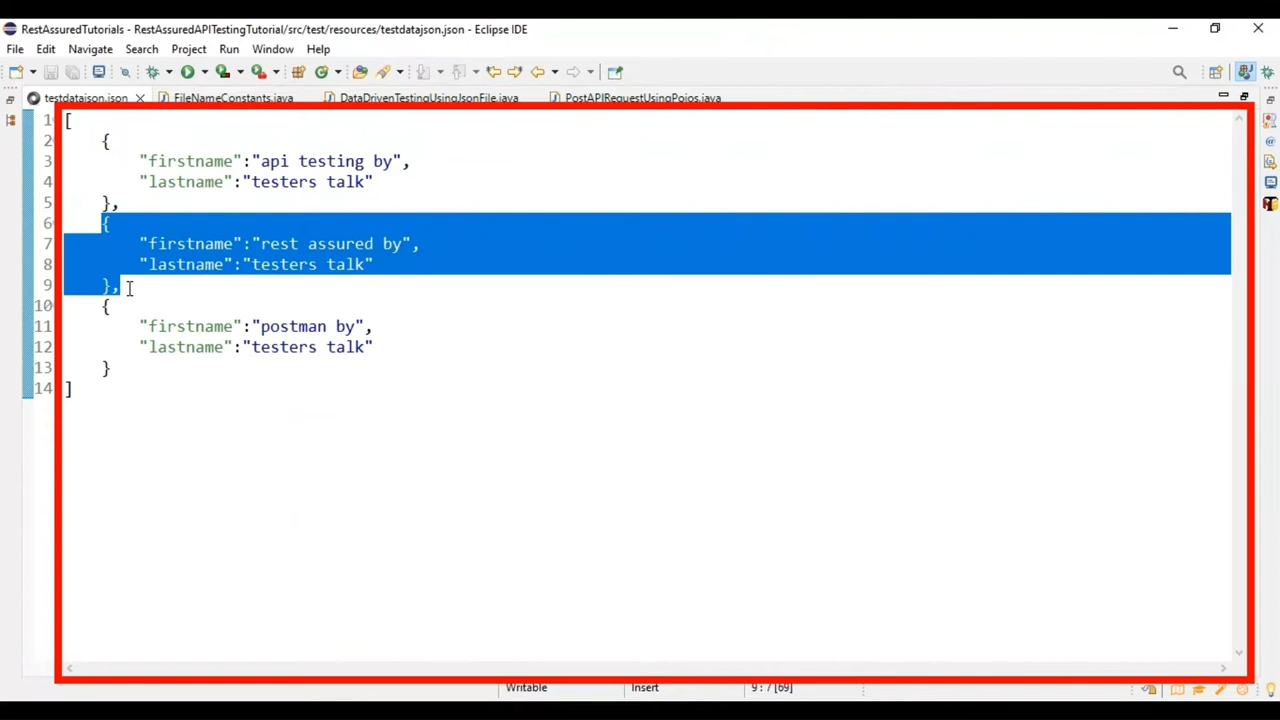 RestAssuredTutorials - RestAssuredAPITestingTutorial/src/test/resources/testdatajson.json - Eclipse IDE
File Edit Navigate Search Project Run Window Help
testdatajson.json FileNameConstants.java DataDrivenTestingUsingJsonFile.java PostAPIRequestUsingPojos.java
1 [
2 {
3 "firstname":"api testing by",
4 "lastname":"testers talk"
5 },
6 {
7 "firstname":"rest assured by",
8 "lastname":"testers talk"
9 },
10 {
11 "firstname":"postman by",
12 "lastname":"testers talk"
13 }
14 ]
Writable Insert 9 : 7 [69]